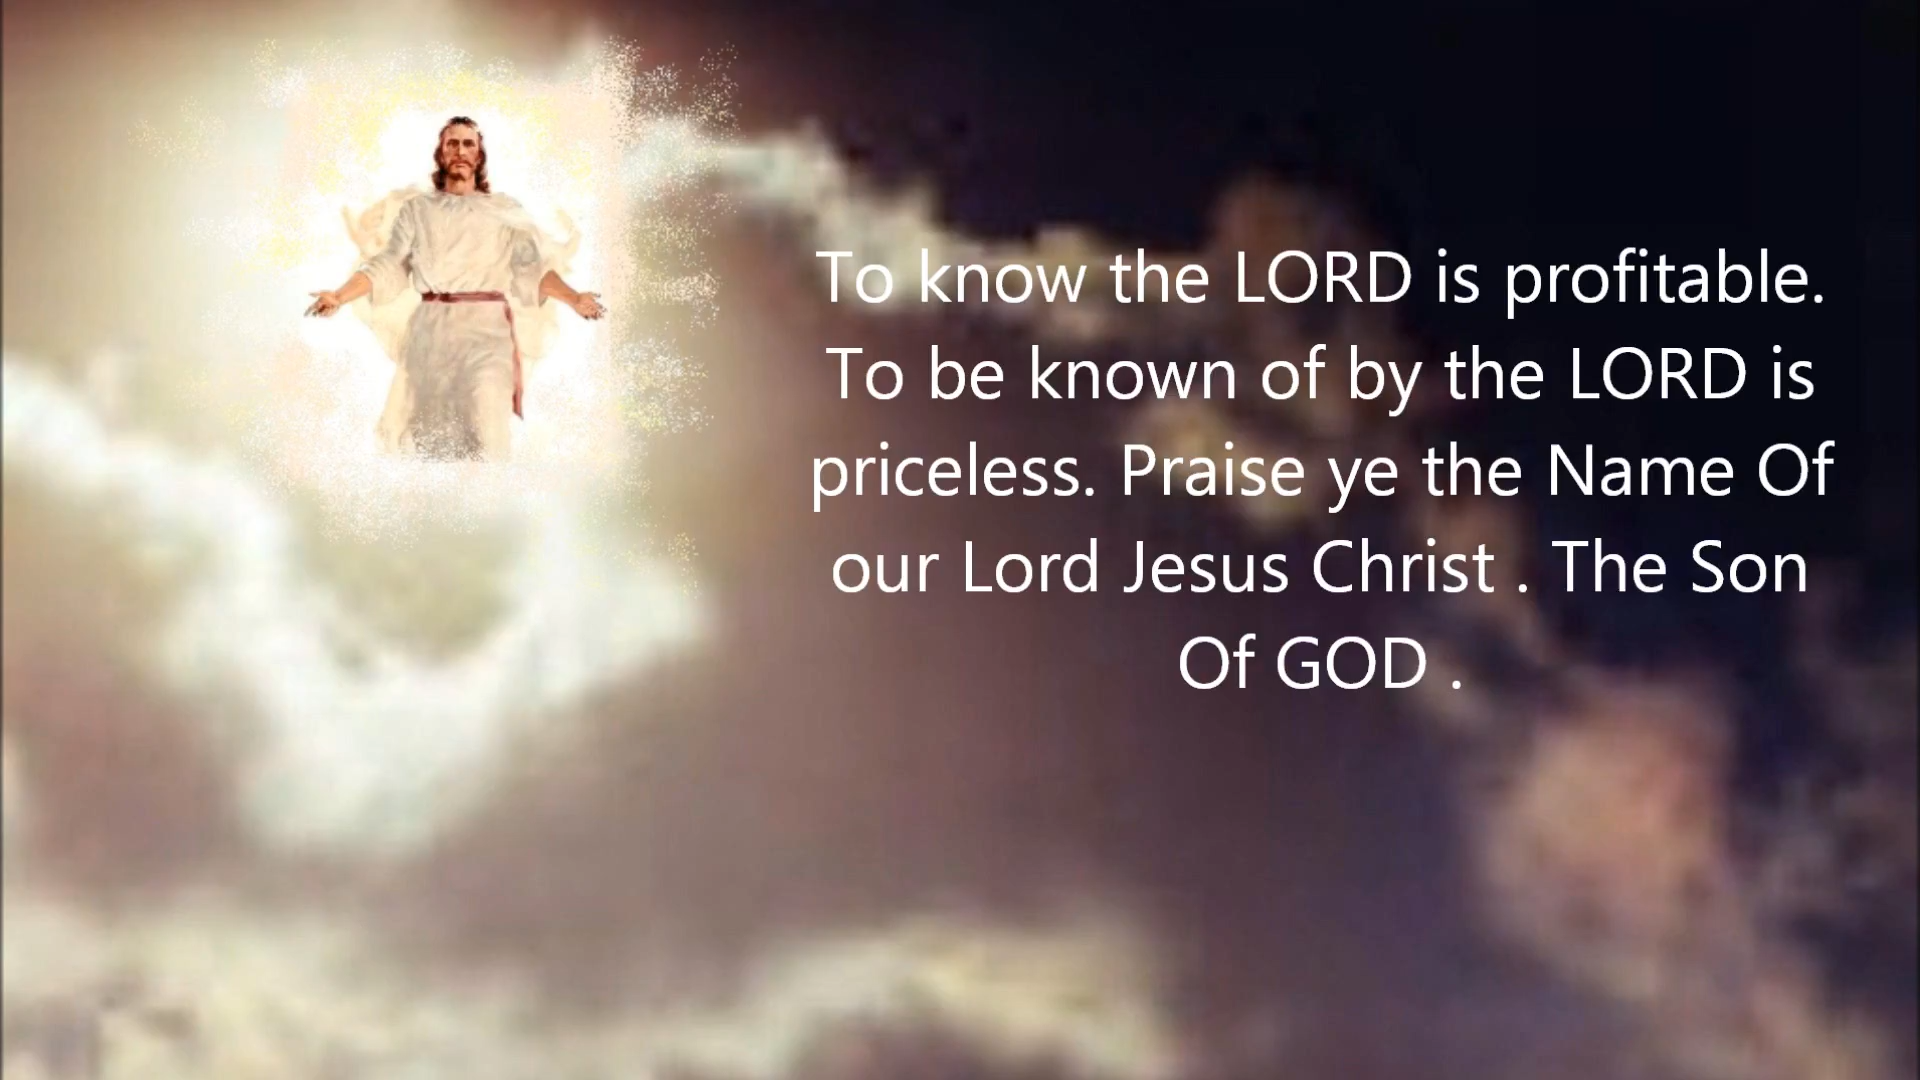 To know the LORD is profitable.
To be known of by the LORD is
priceless. Praise ye the Name Of
our Lord Jesus Christ . The Son
Of GOD .